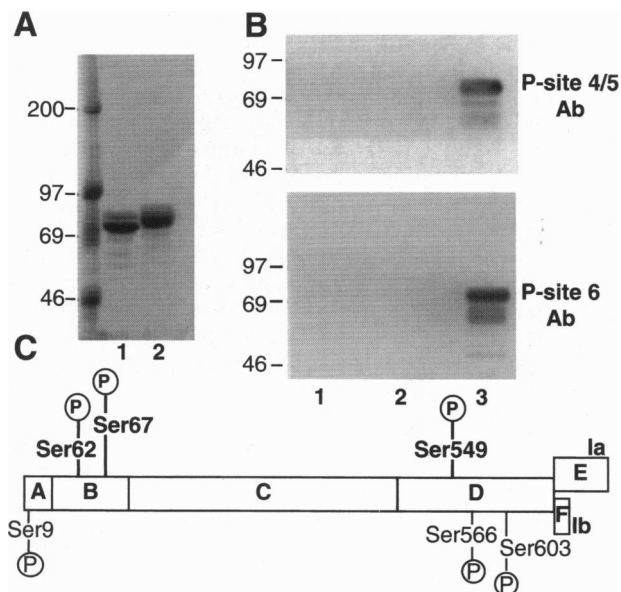 A
200
97
69
46
1 2
B
97
69
46
P-site 4/5
Ab
97
69
46
P-site 6
Ab
1 2 3
C
P
P
P
Ser62
Ser67
Ser549
Ia
A B C D E
F Ib
Ser9
Ser566
Ser603
P
P
P